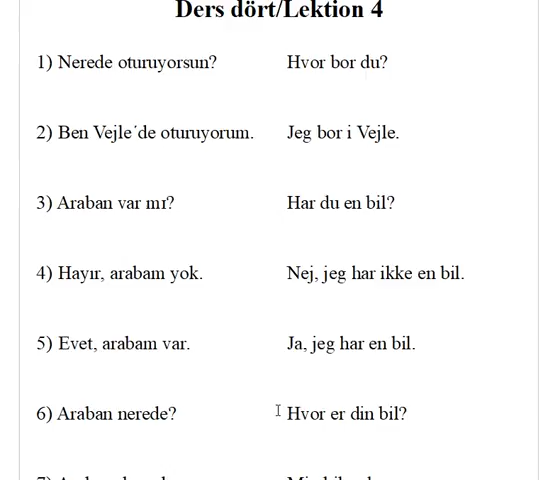 Ders dört/Lektion 4
1) Nerede oturuyorsun? Hvor bor du?
2) Ben Vejle´de oturuyorum. Jeg bor i Vejle.
3) Araban var mı? Har du en bil?
4) Hayır, arabam yok. Nej, jeg har ikke en bil.
5) Evet, arabam var. Ja, jeg har en bil.
6) Araban nerede? Hvor er din bil?